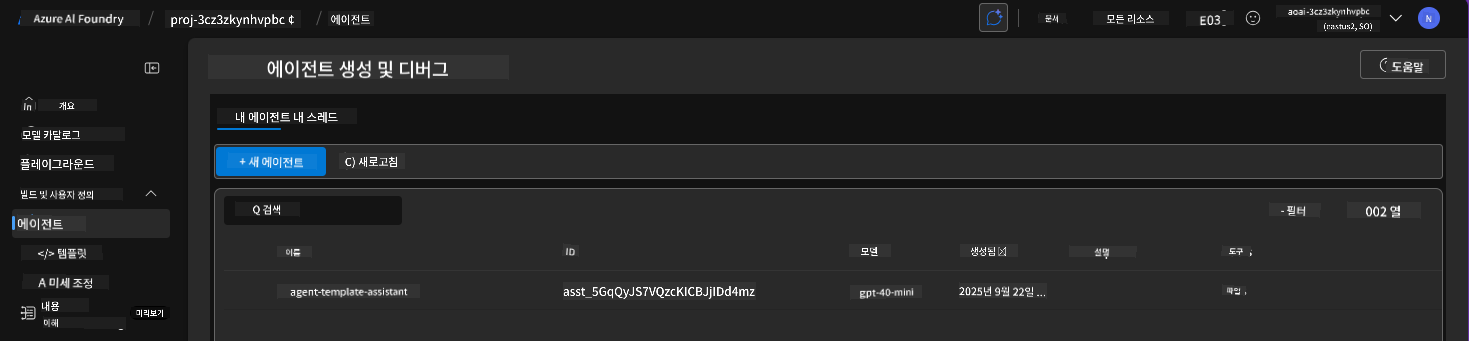 Azure AI Foundry / proj-3cz3zkynhvpbc ¢ / 에이전트
문서 모든 리소스 E03 aoai-3cz3zkynhvpbc
(eastus2, SO)
N
에이전트 생성 및 디버그
도움말
개요
모델 카탈로그
플레이그라운드
빌드 및 사용자 정의
에이전트
</> 템플릿
A 미세 조정
내용
이해
미리보기
내 에이전트 내 스레드
+ 새 에이전트 C) 새로고침
Q 검색 - 필터 002 열
이름 ID 모델 생성됨 설명 도구
agent-template-assistant asst_5GqQyJS7VQzcKICBJjIDd4mz gpt-40-mini 2025년 9월 22일 ... 파일